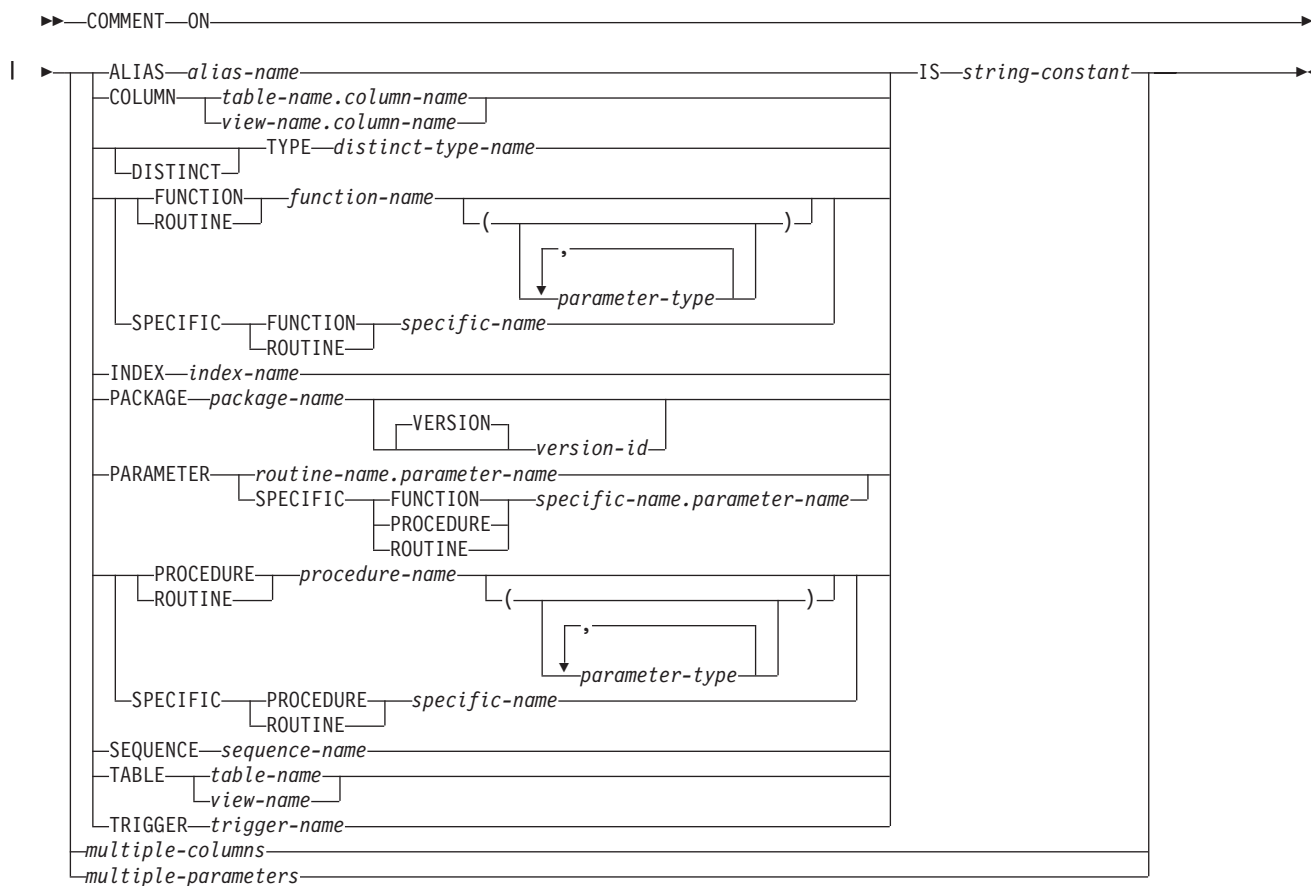 COMMENT ON
ALIAS alias-name IS string-constant
COLUMN table-name.column-name
view-name.column-name
TYPE distinct-type-name
DISTINCT
FUNCTION function-name
ROUTINE ( )
,
parameter-type
SPECIFIC FUNCTION specific-name
ROUTINE
INDEX index-name
PACKAGE package-name
VERSION
version-id
PARAMETER routine-name.parameter-name
SPECIFIC FUNCTION specific-name.parameter-name
PROCEDURE
ROUTINE
PROCEDURE procedure-name
ROUTINE ( )
,
parameter-type
SPECIFIC PROCEDURE specific-name
ROUTINE
SEQUENCE sequence-name
TABLE table-name
view-name
TRIGGER trigger-name
multiple-columns
multiple-parameters